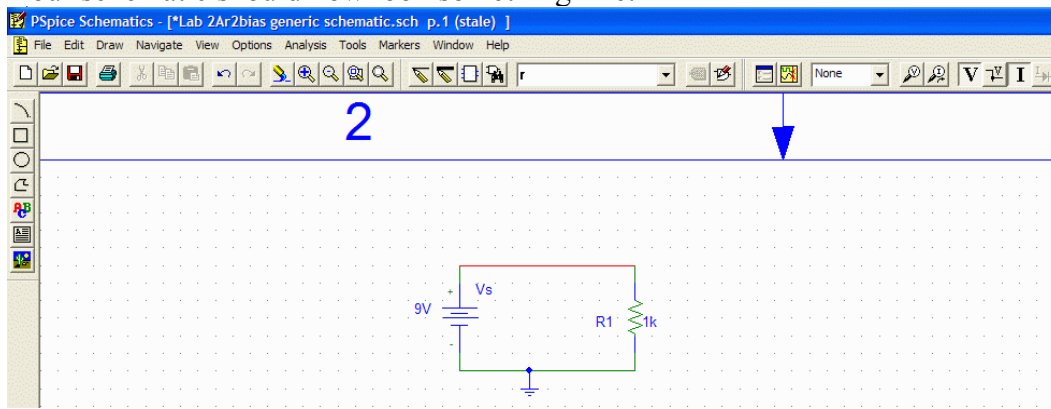 PSpice Schematics - [*Lab 2Ar2bias generic schematic.sch  p.1 (stale)  ]
File Edit Draw Navigate View Options Analysis Tools Markers Window Help
r None V V I
ABC
2
+ Vs
9V
R1 1k
-